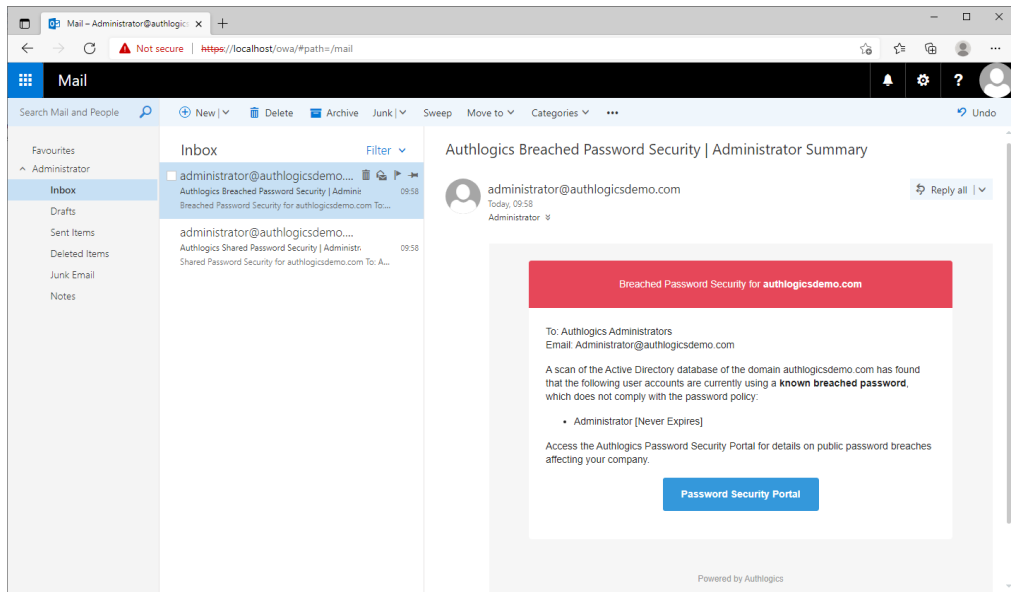 Mail – Administrator@authlogics
Not secure | https://localhost/owa/#path=/mail
Mail
?
Search Mail and People
New
Delete
Archive
Junk
Sweep
Move to
Categories
Undo
Favourites
Administrator
Inbox
Drafts
Sent Items
Deleted Items
Junk Email
Notes
Inbox
Filter
administrator@authlogicsdemo....
Authlogics Breached Password Security | Adminis
09:58
Breached Password Security for authlogicsdemo.com To:...
administrator@authlogicsdemo....
Authlogics Shared Password Security | Administr.
09:58
Shared Password Security for authlogicsdemo.com To: A...
Authlogics Breached Password Security | Administrator Summary
administrator@authlogicsdemo.com
Today, 09:58
Administrator
Reply all
Breached Password Security for authlogicsdemo.com
To: Authlogics Administrators
Email: Administrator@authlogicsdemo.com
A scan of the Active Directory database of the domain authlogicsdemo.com has found
that the following user accounts are currently using a known breached password,
which does not comply with the password policy:
• Administrator [Never Expires]
Access the Authlogics Password Security Portal for details on public password breaches
affecting your company.
Password Security Portal
Powered by Authlogics